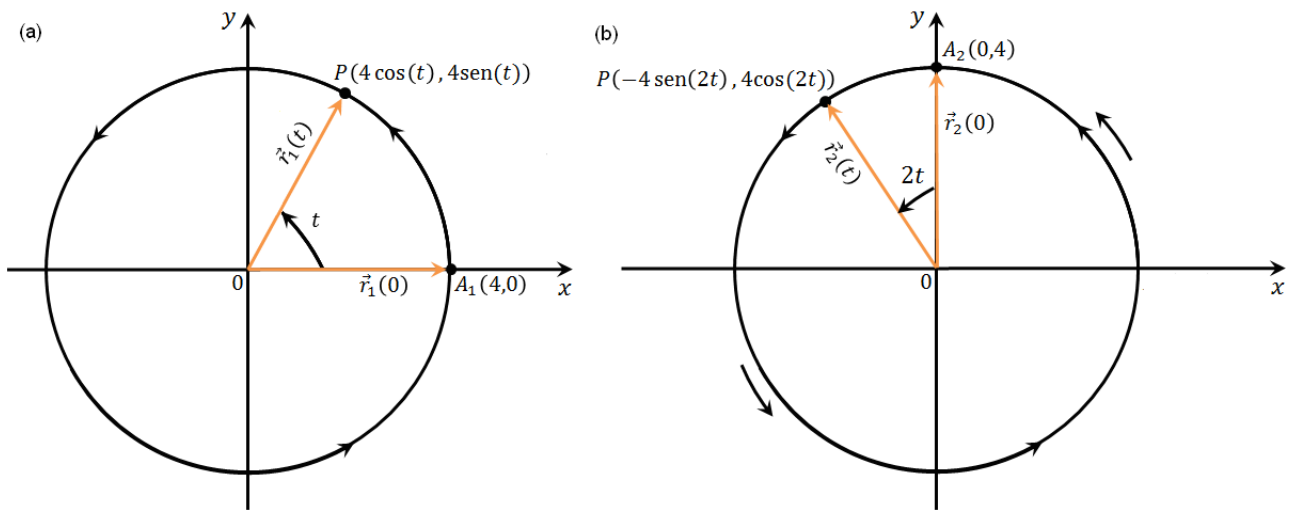 (a)
y
P(4 cos(t) , 4sen(t))
r⃗₁(t)
t
0
r⃗₁(0)
A₁(4,0)
x
(b)
y
A₂(0,4)
P(−4 sen(2t) , 4cos(2t))
r⃗₂(0)
r⃗₂(t)
2t
0
x